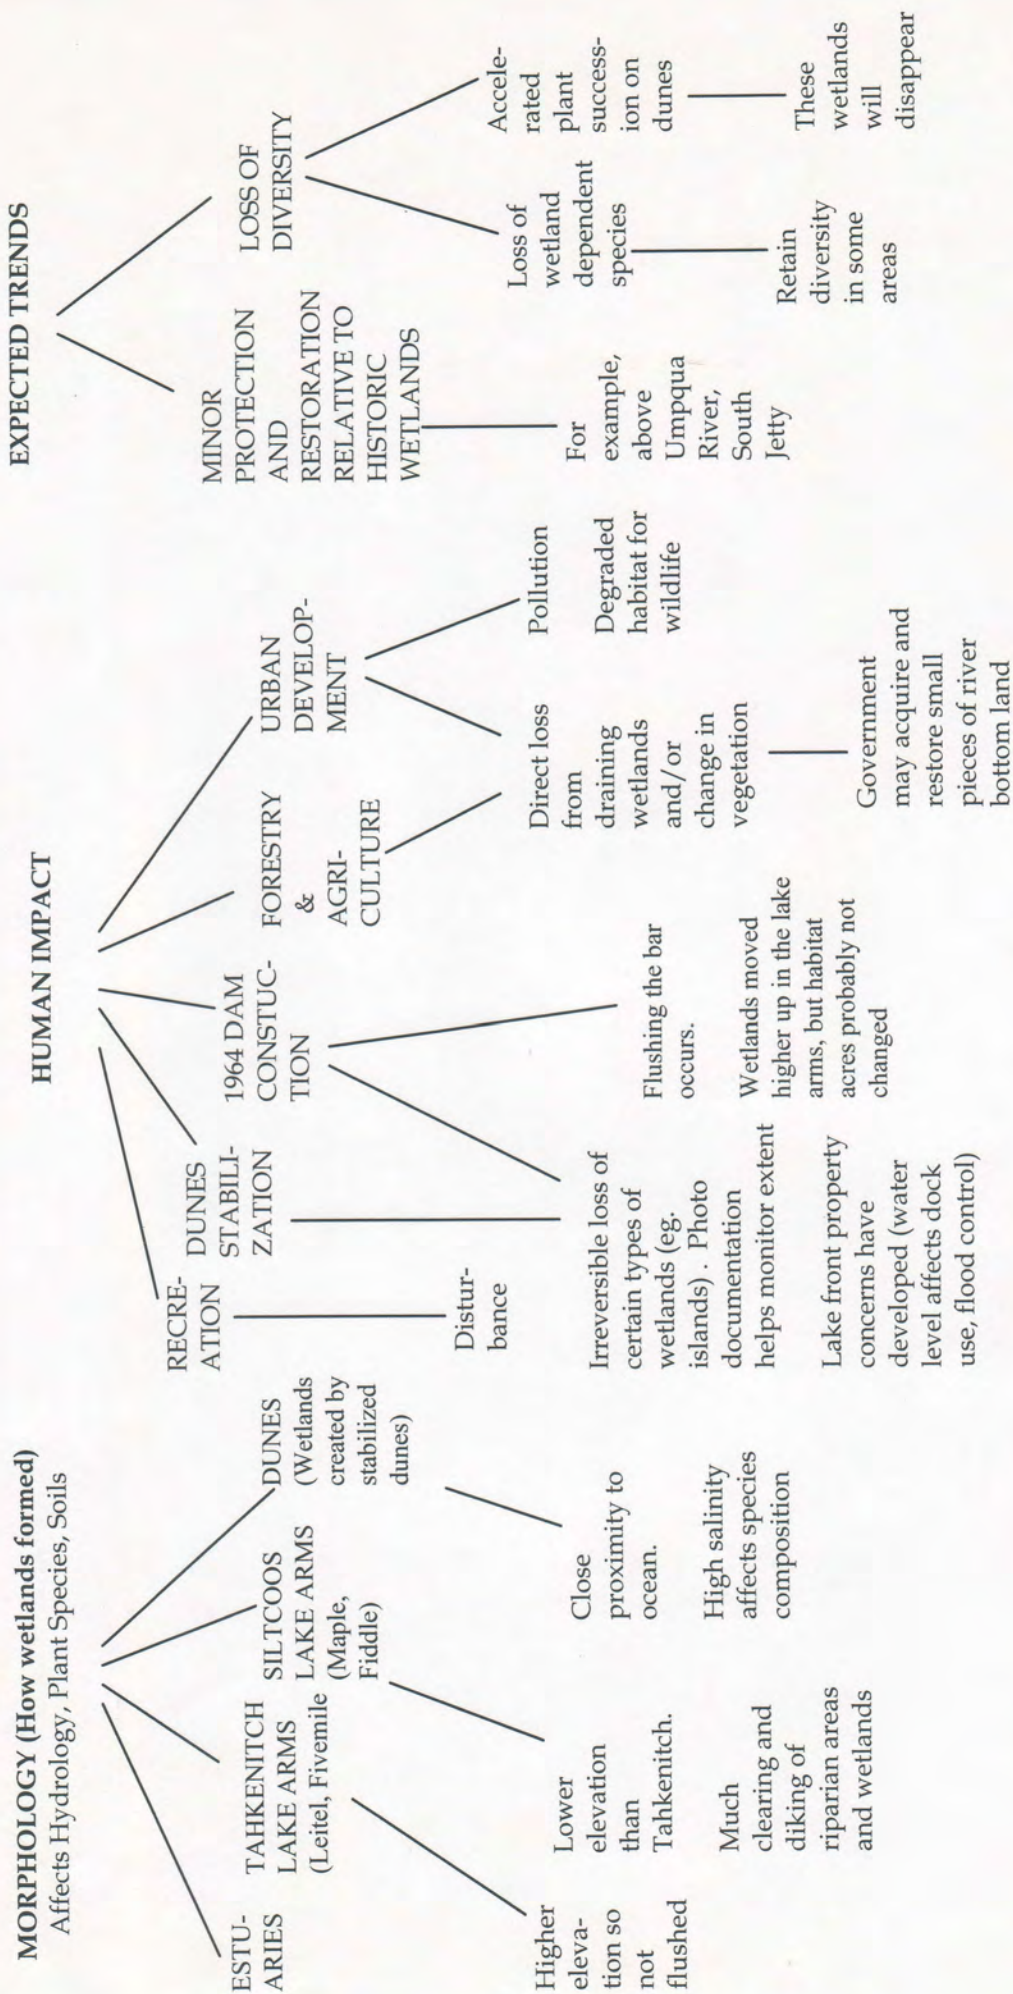 MORPHOLOGY (How wetlands formed)
Affects Hydrology, Plant Species, Soils
ESTU-
ARIES
TAHKENITCH
LAKE ARMS
(Leitel, Fivemile
Higher
eleva-
tion so
not
flushed
SILTCOOS
LAKE ARMS
(Maple,
Fiddle)
Lower
elevation
than
Tahkenitch.
Much
clearing and
diking of
riparian areas
and wetlands
DUNES
(Wetlands
created by
stabilized
dunes)
Close
proximity to
ocean.
High salinity
affects species
composition
HUMAN IMPACT
RECRE-
ATION
Distur-
bance
DUNES
STABILI-
ZATION
1964 DAM
CONSTUC-
TION
Irreversible loss of
certain types of
wetlands (eg.
islands) . Photo
documentation
helps monitor extent
Lake front property
concerns have
developed (water
level affects dock
use, flood control)
Flushing the bar
occurs.
Wetlands moved
higher up in the lake
arms, but habitat
acres probably not
changed
FORESTRY
&
AGRI-
CULTURE
URBAN
DEVELOP-
MENT
Direct loss
from
draining
wetlands
and/or
change in
vegetation
Government
may acquire and
restore small
pieces of river
bottom land
Pollution
Degraded
habitat for
wildlife
EXPECTED TRENDS
MINOR
PROTECTION
AND
RESTORATION
RELATIVE TO
HISTORIC
WETLANDS
For
example,
above
Umpqua
River,
South
Jetty
LOSS OF
DIVERSITY
Loss of
wetland
dependent
species
Retain
diversity
in some
areas
Accele-
rated
plant
success-
ion on
dunes
These
wetlands
will
disappear